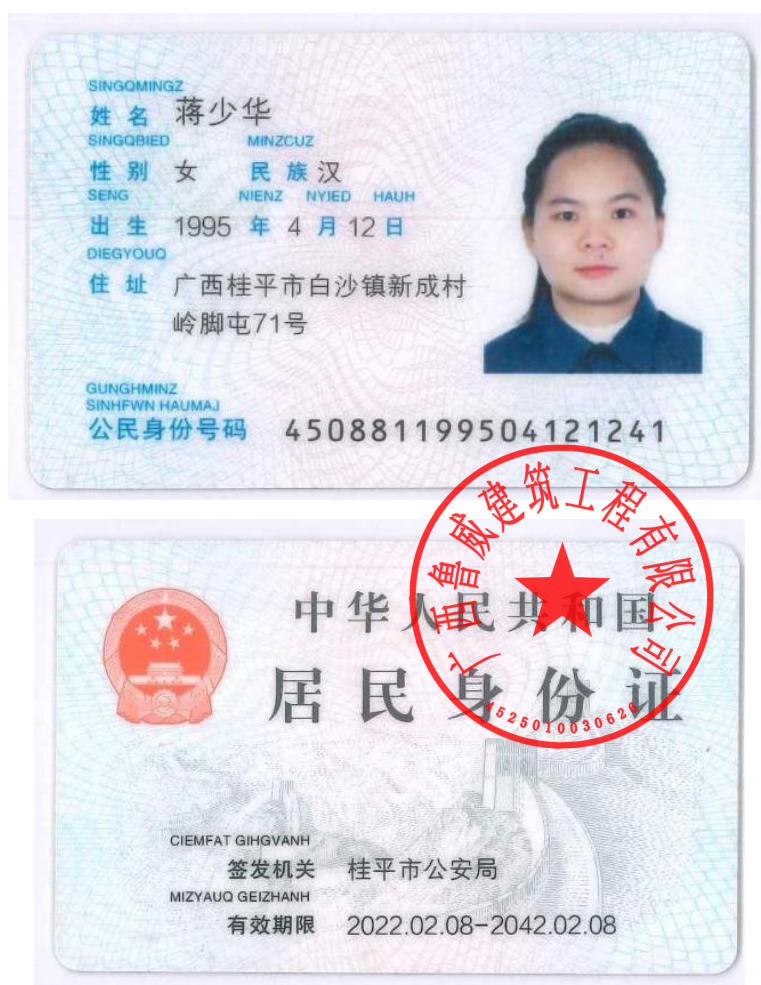 SINGQMINGZ
姓 名 蒋少华
SINGQBIED MINZCUZ
性 别 女 民 族 汉
SENG NIENZ NYIED HAUH
出 生 1995 年 4 月 12 日
DIEGYOUQ
住 址 广西桂平市白沙镇新成村
岭脚屯71号
GUNGHMINZ
SINHFWN HAUMAJ
公民身份号码 450881199504121241
广西鲁威建筑工程有限公司
4525010030626
中华人民共和国
居民身份证
CIEMFAT GIHGVANH
签发机关 桂平市公安局
MIZYAUQ GEIZHANH
有效期限 2022.02.08-2042.02.08